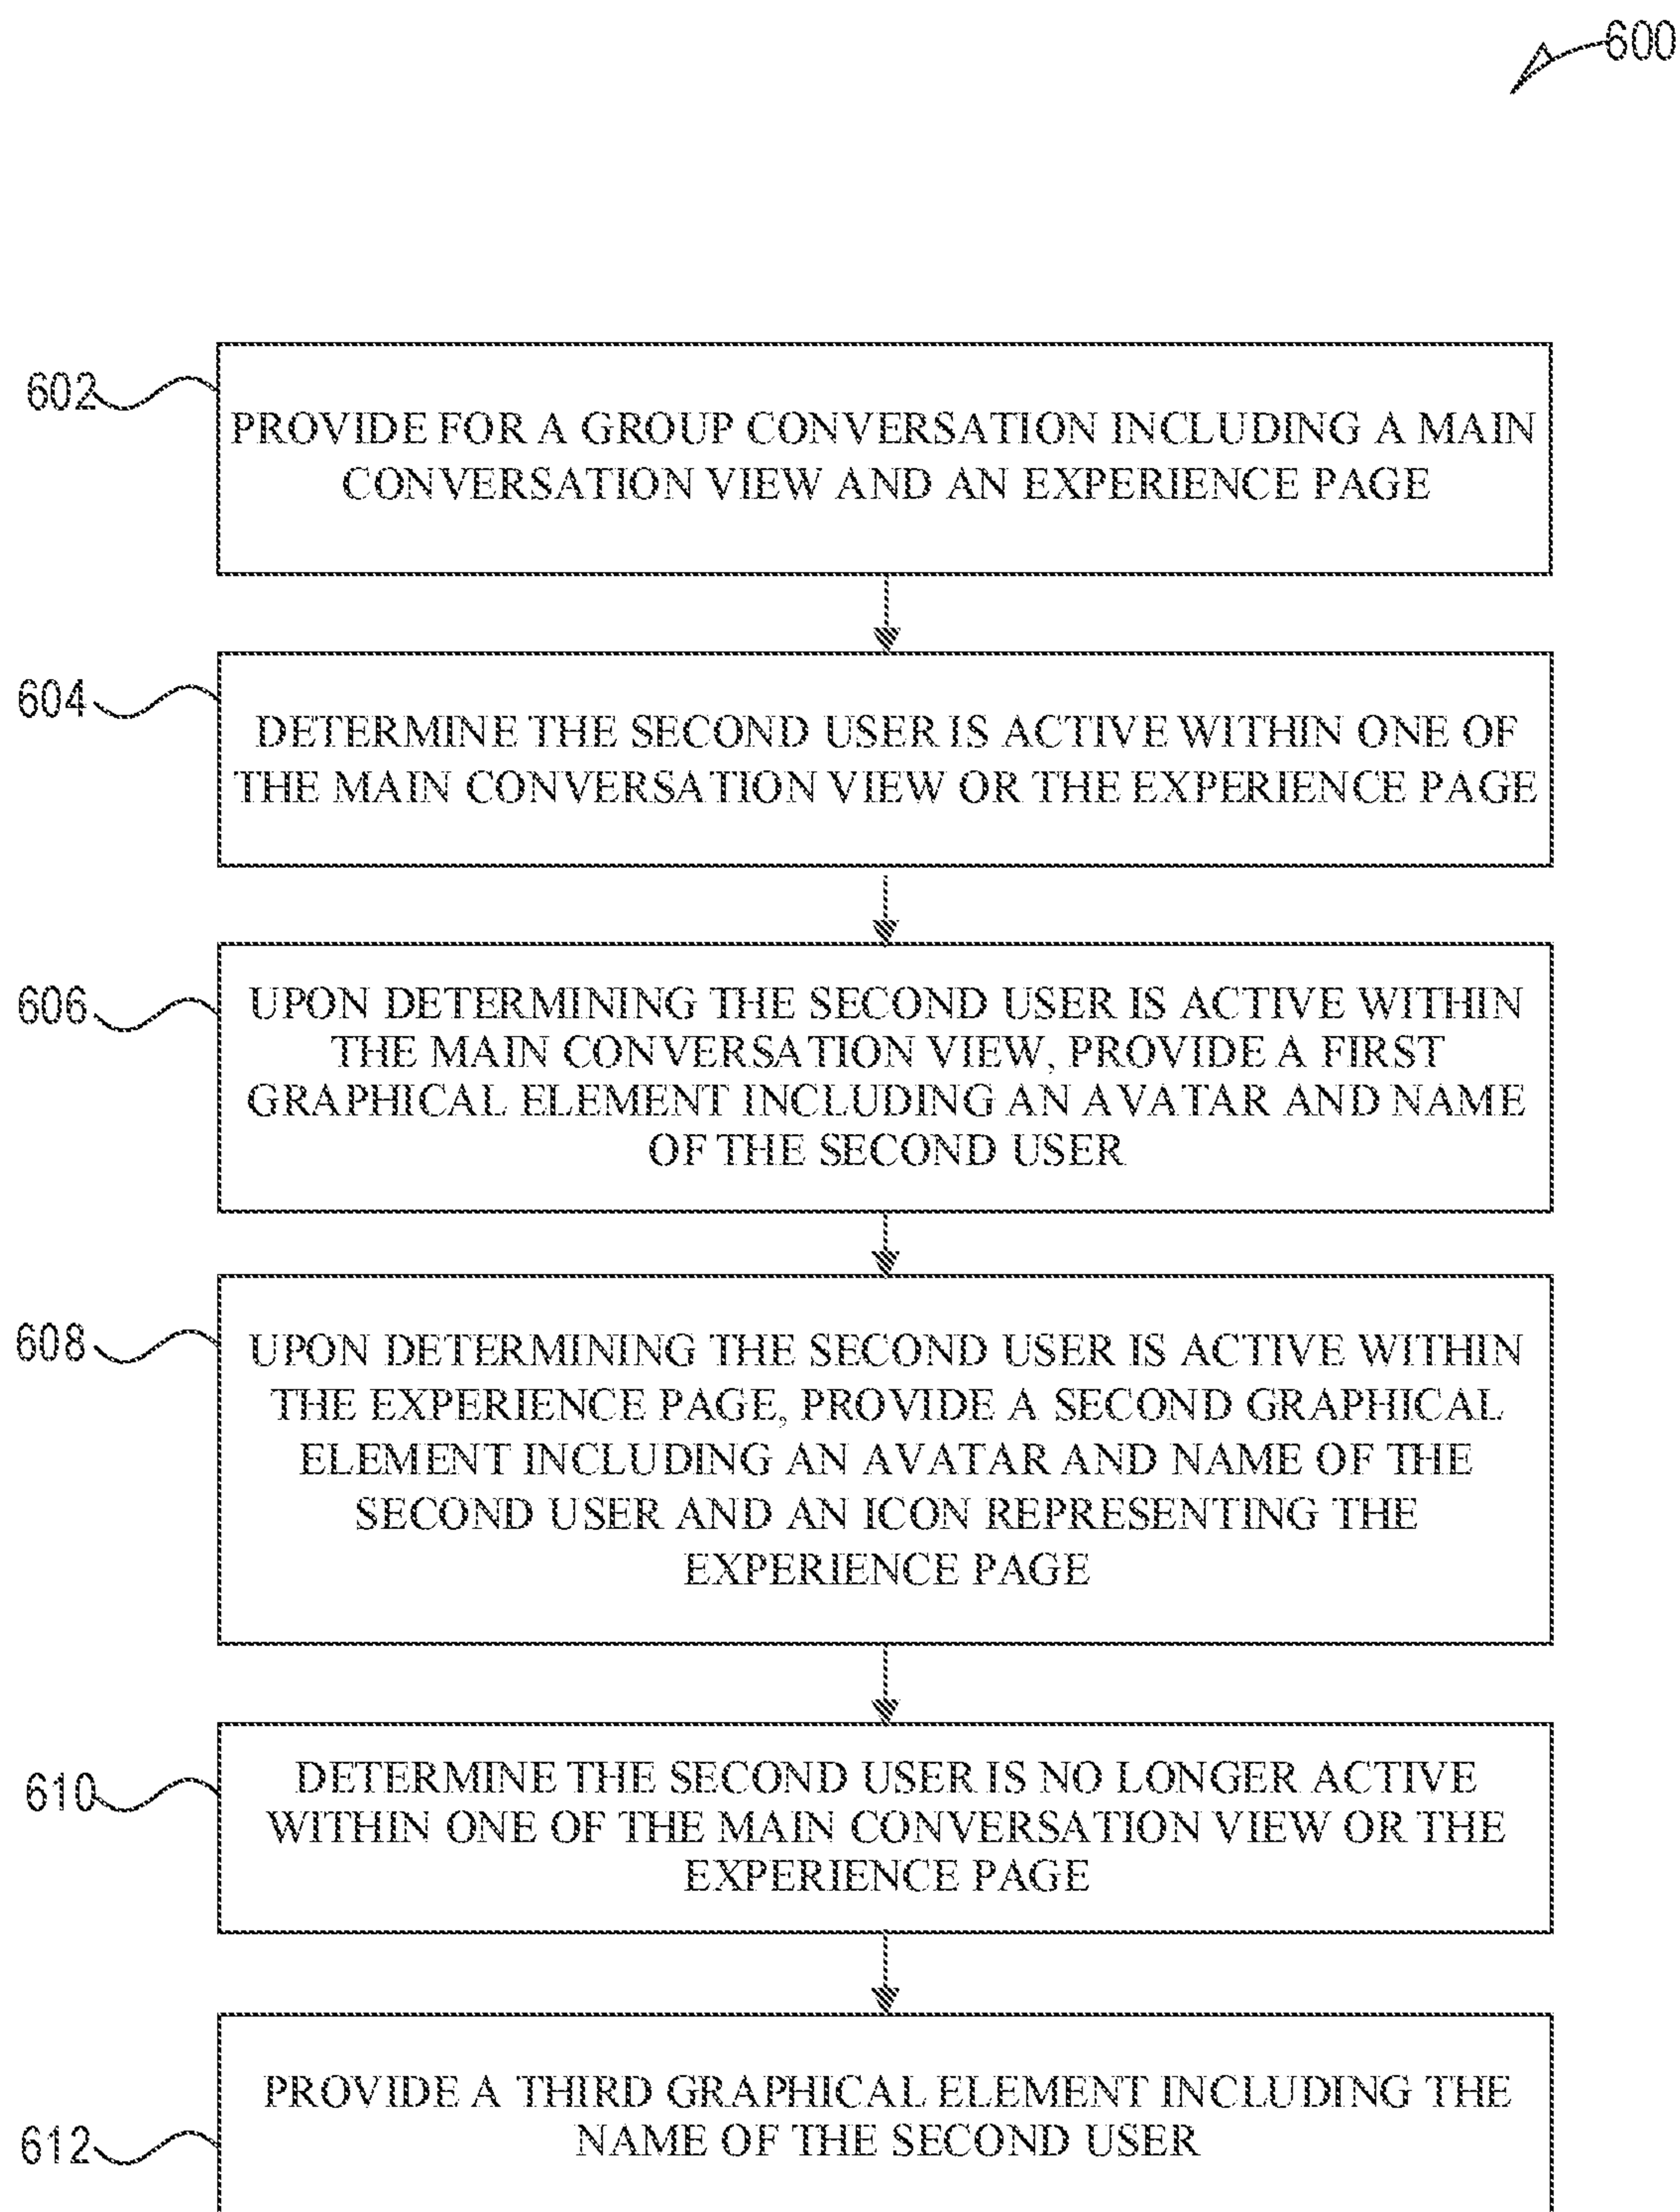 600
602
PROVIDE FOR A GROUP CONVERSATION INCLUDING A MAIN
CONVERSATION VIEW AND AN EXPERIENCE PAGE
604
DETERMINE THE SECOND USER IS ACTIVE WITHIN ONE OF
THE MAIN CONVERSATION VIEW OR THE EXPERIENCE PAGE
606
UPON DETERMINING THE SECOND USER IS ACTIVE WITHIN
THE MAIN CONVERSATION VIEW, PROVIDE A FIRST
GRAPHICAL ELEMENT INCLUDING AN AVATAR AND NAME
OF THE SECOND USER
608
UPON DETERMINING THE SECOND USER IS ACTIVE WITHIN
THE EXPERIENCE PAGE, PROVIDE A SECOND GRAPHICAL
ELEMENT INCLUDING AN AVATAR AND NAME OF THE
SECOND USER AND AN ICON REPRESENTING THE
EXPERIENCE PAGE
610
DETERMINE THE SECOND USER IS NO LONGER ACTIVE
WITHIN ONE OF THE MAIN CONVERSATION VIEW OR THE
EXPERIENCE PAGE
612
PROVIDE A THIRD GRAPHICAL ELEMENT INCLUDING THE
NAME OF THE SECOND USER